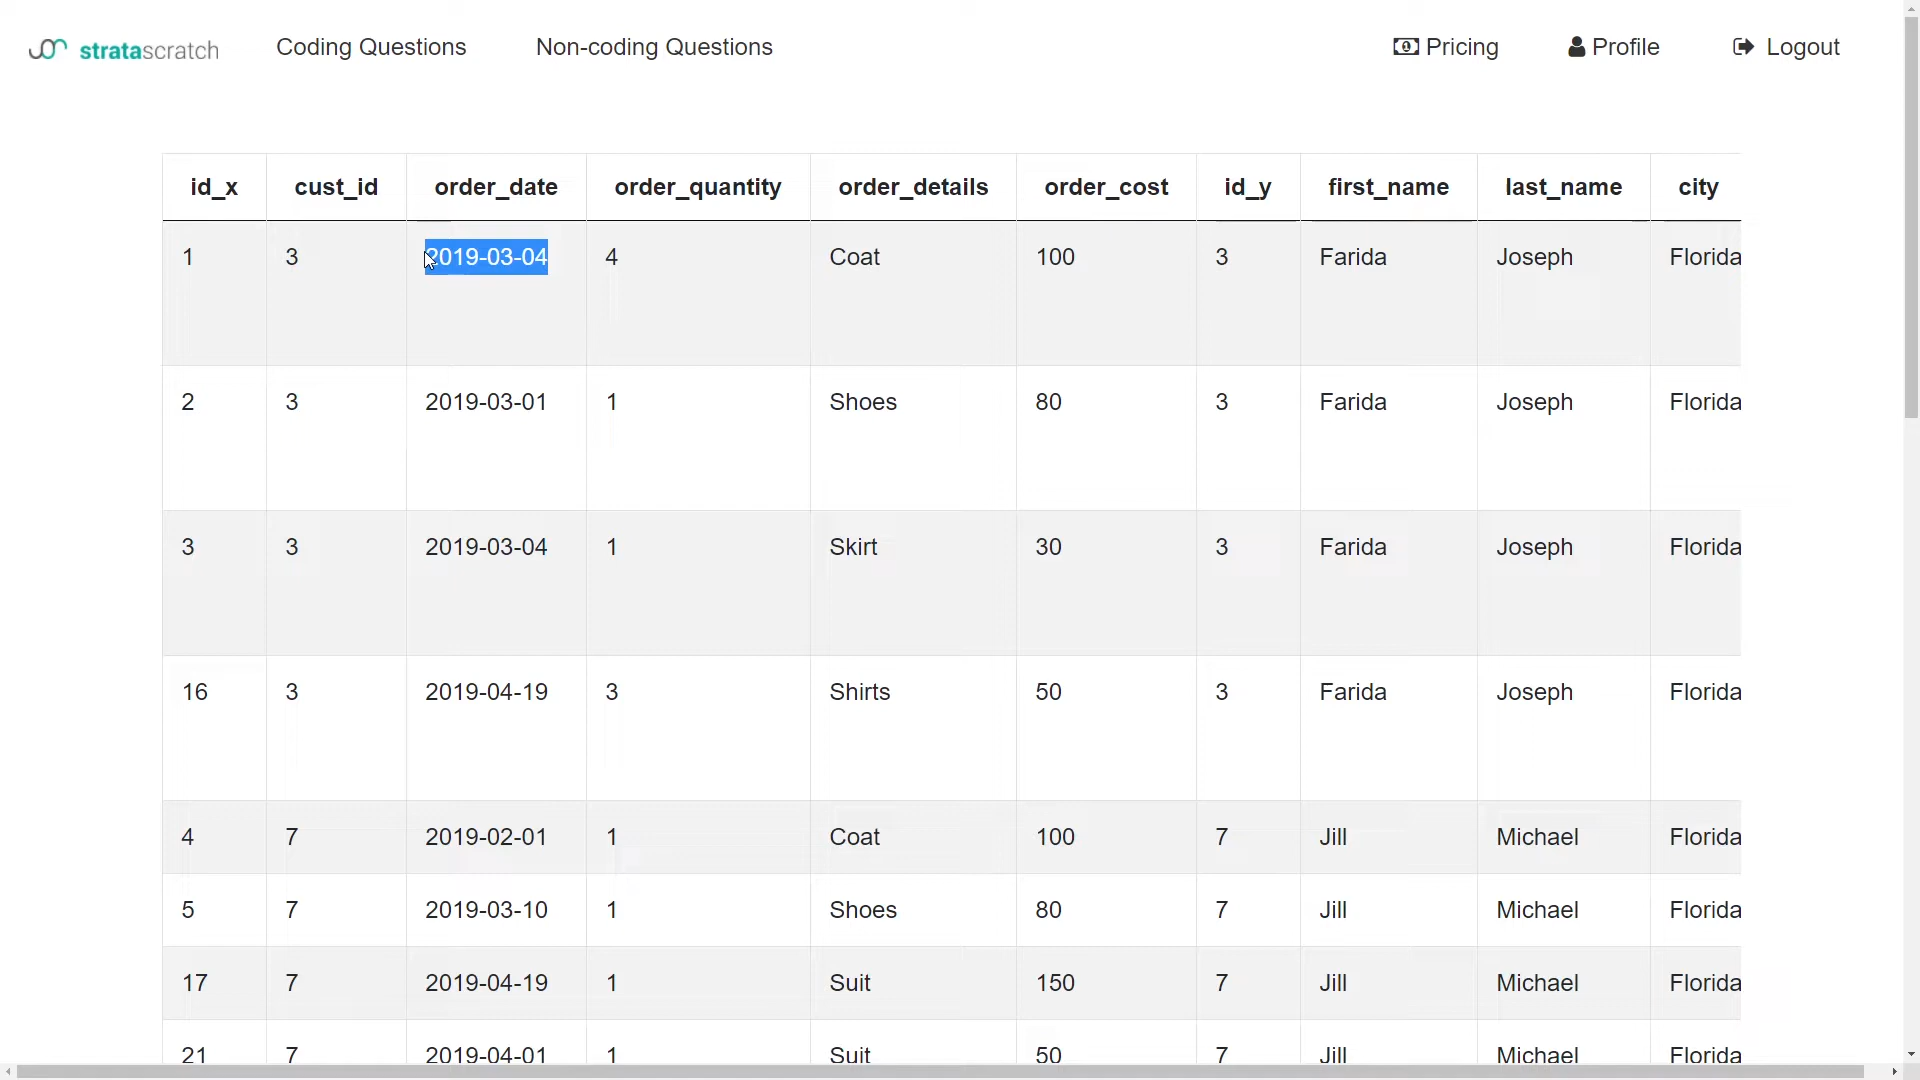 stratascratch Coding Questions Non-coding Questions Pricing Profile Logout
id_x cust_id order_date order_quantity order_details order_cost id_y first_name last_name city
1 3 2019-03-04 4 Coat 100 3 Farida Joseph Florida
2 3 2019-03-01 1 Shoes 80 3 Farida Joseph Florida
3 3 2019-03-04 1 Skirt 30 3 Farida Joseph Florida
16 3 2019-04-19 3 Shirts 50 3 Farida Joseph Florida
4 7 2019-02-01 1 Coat 100 7 Jill Michael Florida
5 7 2019-03-10 1 Shoes 80 7 Jill Michael Florida
17 7 2019-04-19 1 Suit 150 7 Jill Michael Florida
21 7 2019-04-01 1 Suit 50 7 Jill Michael Florida